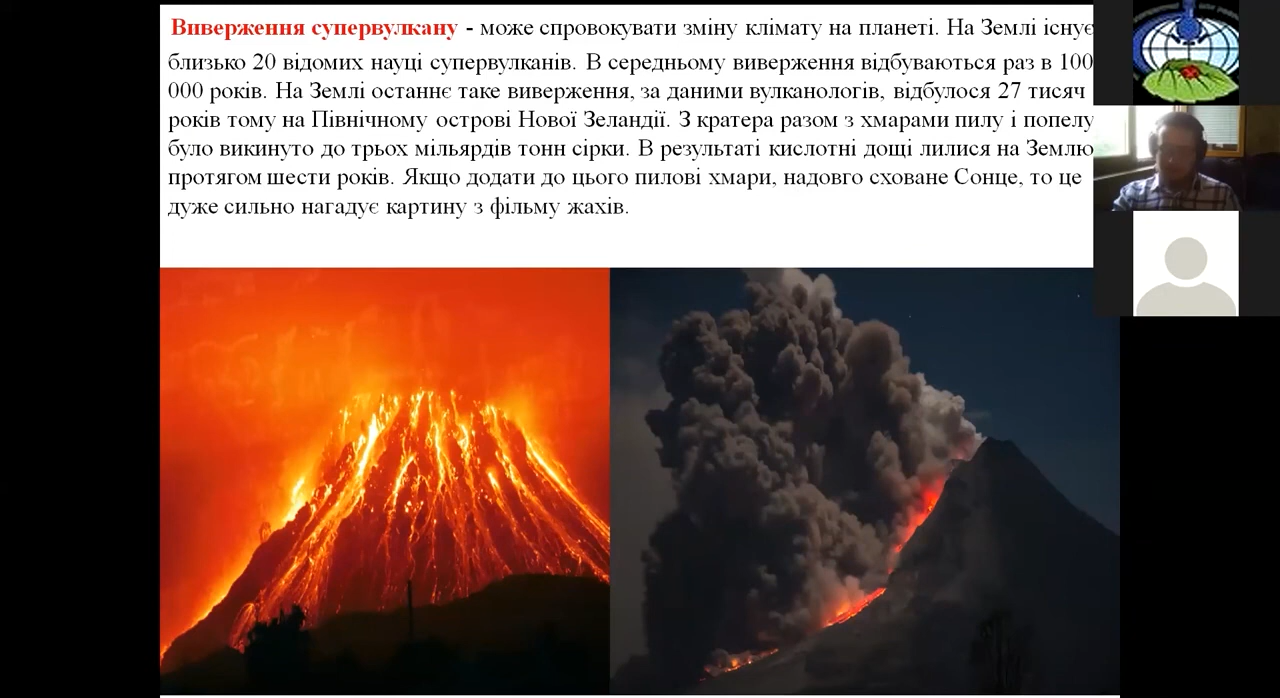 Виверження супервулкану - може спровокувати зміну клімату на планеті. На Землі існує
близько 20 відомих науці супервулканів. В середньому виверження відбуваються раз в 100
000 років. На Землі останнє таке виверження, за даними вулканологів, відбулося 27 тисяч
років тому на Північному острові Нової Зеландії. З кратера разом з хмарами пилу і попелу
було викинуто до трьох мільярдів тонн сірки. В результаті кислотні дощі лилися на Землю
протягом шести років. Якщо додати до цього пилові хмари, надовго сховане Сонце, то це
дуже сильно нагадує картину з фільму жахів.